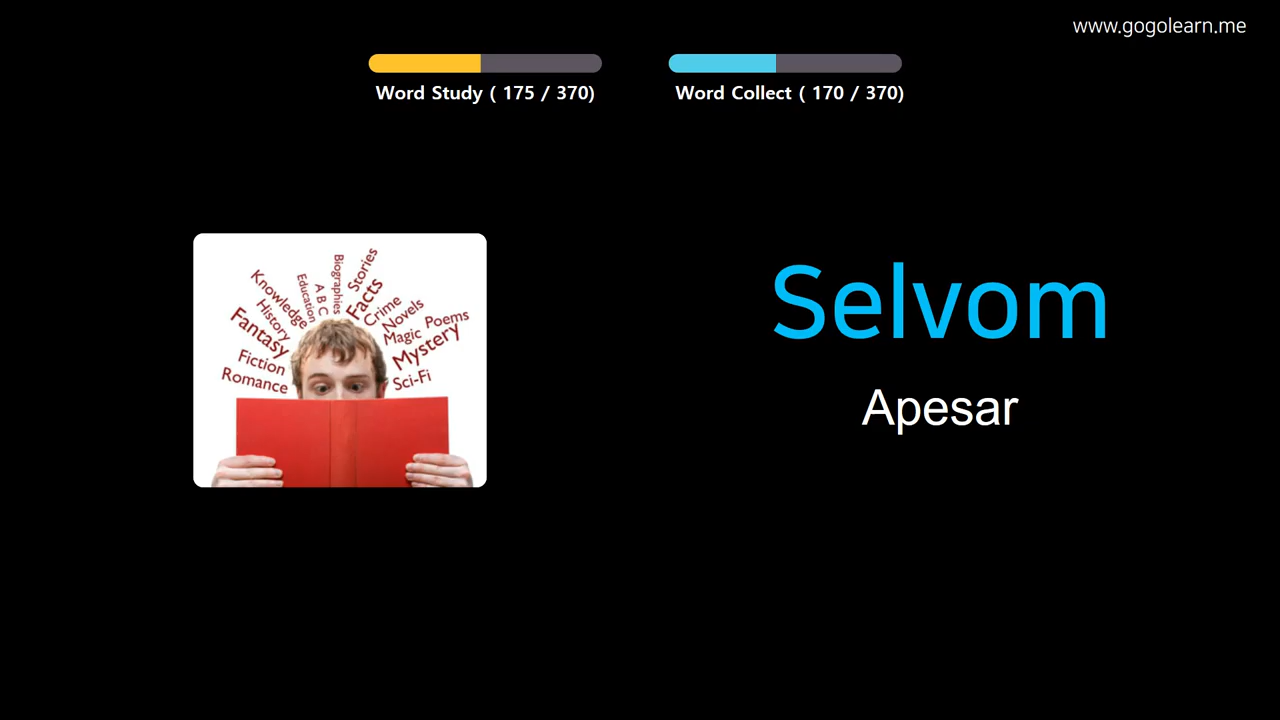 www.gogolearn.me
Word Study ( 175 / 370)
Word Collect ( 170 / 370)
Biographies
Stories
Knowledge
Education
A B C
Facts
History
Crime
Novels
Fantasy
Magic
Poems
Mystery
Fiction
Romance
Sci-Fi
Selvom
Apesar